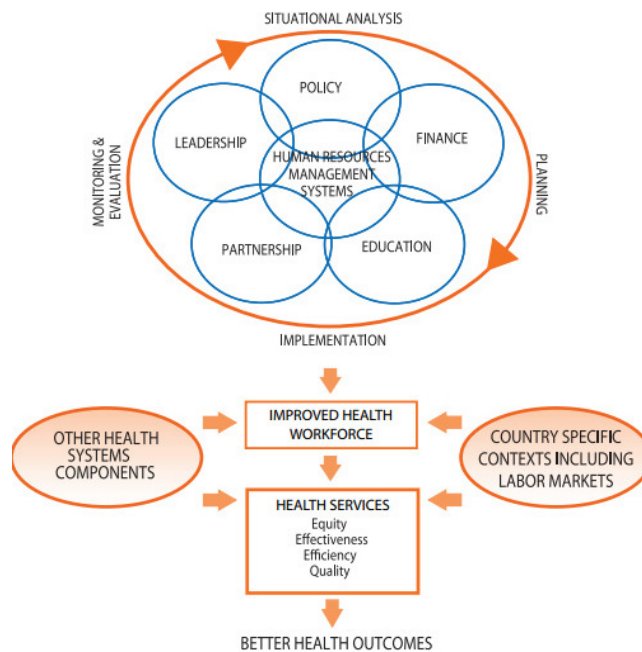 SITUATIONAL ANALYSIS
POLICY
LEADERSHIP
FINANCE
HUMAN RESOURCES
MANAGEMENT
SYSTEMS
MONITORING &
EVALUATION
PLANNING
PARTNERSHIP
EDUCATION
IMPLEMENTATION
IMPROVED HEALTH
WORKFORCE
OTHER HEALTH
SYSTEMS
COMPONENTS
COUNTRY SPECIFIC
CONTEXTS INCLUDING
LABOR MARKETS
HEALTH SERVICES
Equity
Effectiveness
Efficiency
Quality
BETTER HEALTH OUTCOMES